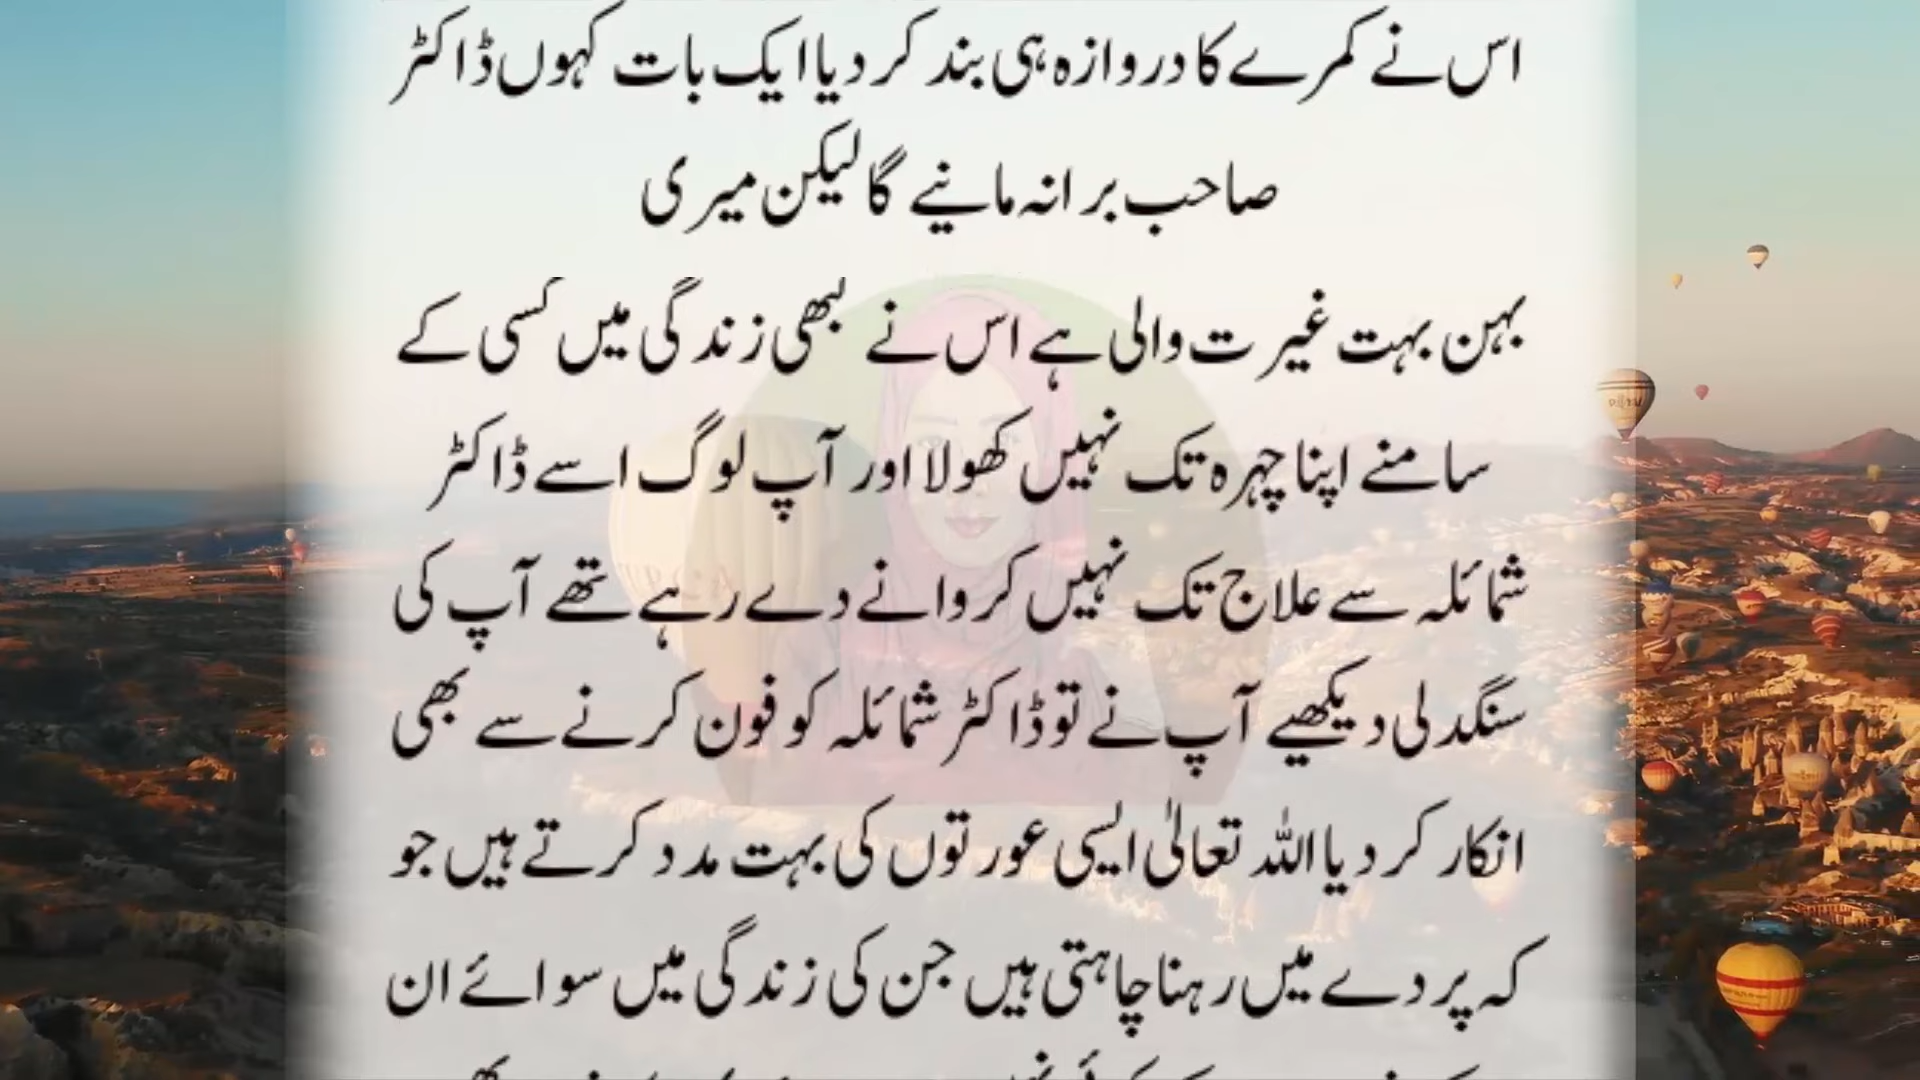 اس نے کمرے کا دروازہ ہی بند کر دیا ایک بات کہوں ڈاکٹر
صاحب برا نہ مانیے گا لیکن میری
بہن بہت غیرت والی ہے اس نے کبھی زندگی میں کسی کے
سامنے اپنا چہرہ تک نہیں کھولا اور آپ لوگ اسے ڈاکٹر
شمائلہ سے علاج تک نہیں کروانے دے رہے تھے آپ کی
سنگدلی دیکھیے آپ نے تو ڈاکٹر شمائلہ کو فون کرنے سے بھی
انکار کر دیا اللہ تعالیٰ ایسی عورتوں کی بہت مدد کرتے ہیں جو
کہ پردے میں رہنا چاہتی ہیں جن کی زندگی میں سوائے ان